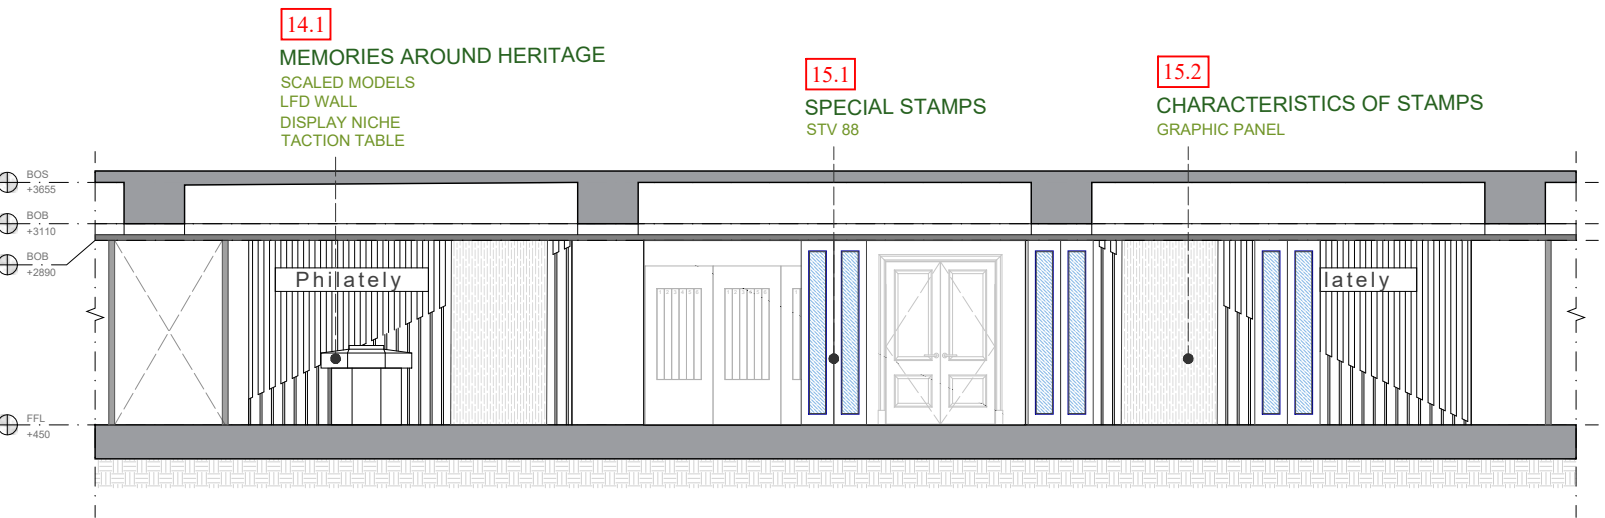 14.1
MEMORIES AROUND HERITAGE
SCALED MODELS
LFD WALL
DISPLAY NICHE
TACTION TABLE
15.1
SPECIAL STAMPS
STV 88
15.2
CHARACTERISTICS OF STAMPS
GRAPHIC PANEL
BOS
+3655
BOB
+3110
BOB
+2890
FFL
+450
Philately
lately